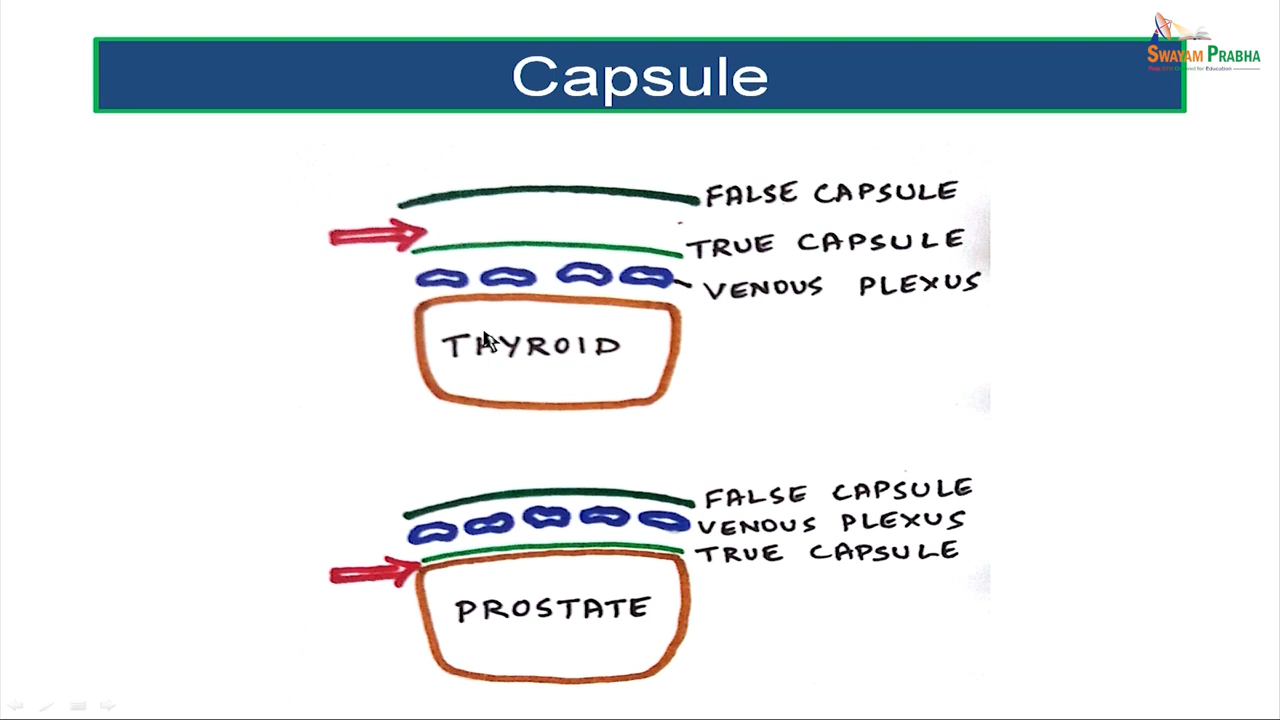 Capsule
SWAYAM PRABHA
FALSE CAPSULE
TRUE CAPSULE
VENOUS PLEXUS
THYROID
FALSE CAPSULE
VENOUS PLEXUS
TRUE CAPSULE
PROSTATE